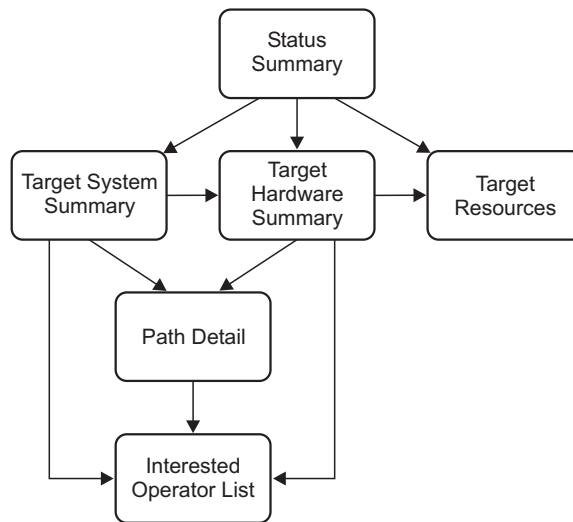 Status
Summary
Target System
Summary
Target
Hardware
Summary
Target
Resources
Path Detail
Interested
Operator List